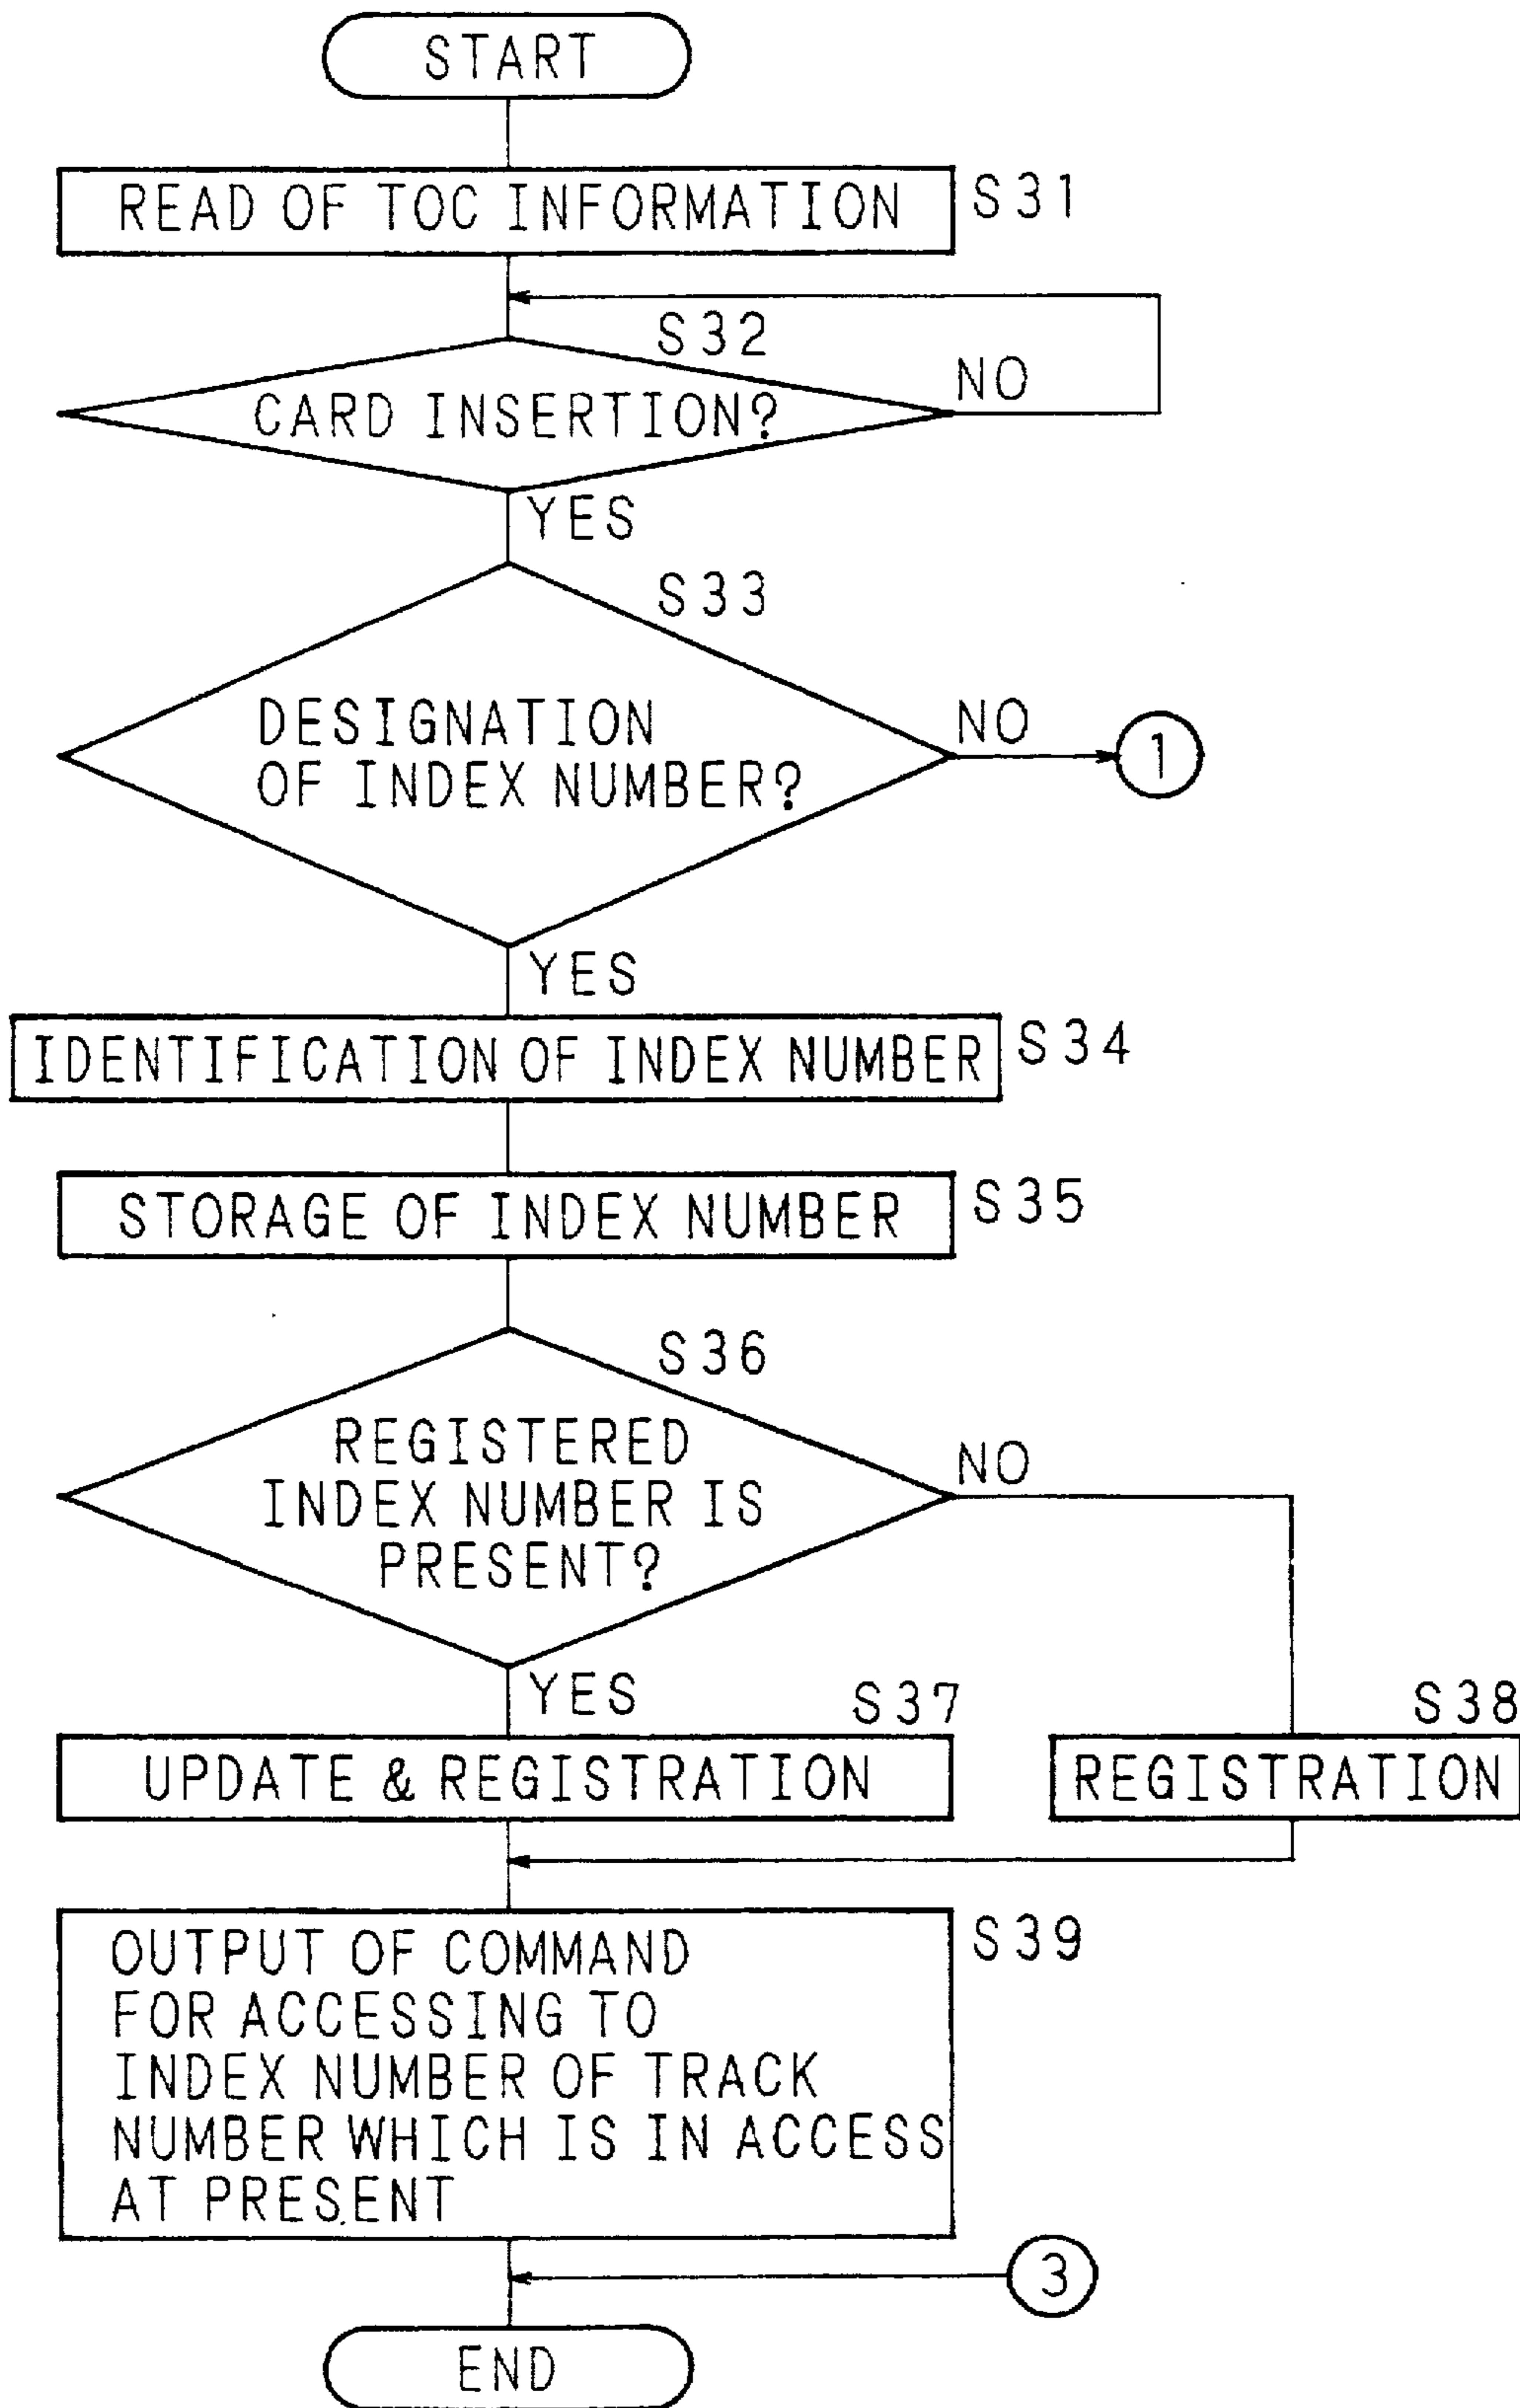 START
READ OF TOC INFORMATION
S31
S32
CARD INSERTION?
NO
YES
S33
DESIGNATION
OF INDEX NUMBER?
NO
1
YES
IDENTIFICATION OF INDEX NUMBER
S34
STORAGE OF INDEX NUMBER
S35
S36
REGISTERED
INDEX NUMBER IS
PRESENT?
NO
YES
S37
S38
UPDATE & REGISTRATION
REGISTRATION
OUTPUT OF COMMAND
FOR ACCESSING TO
INDEX NUMBER OF TRACK
NUMBER WHICH IS IN ACCESS
AT PRESENT
S39
3
END